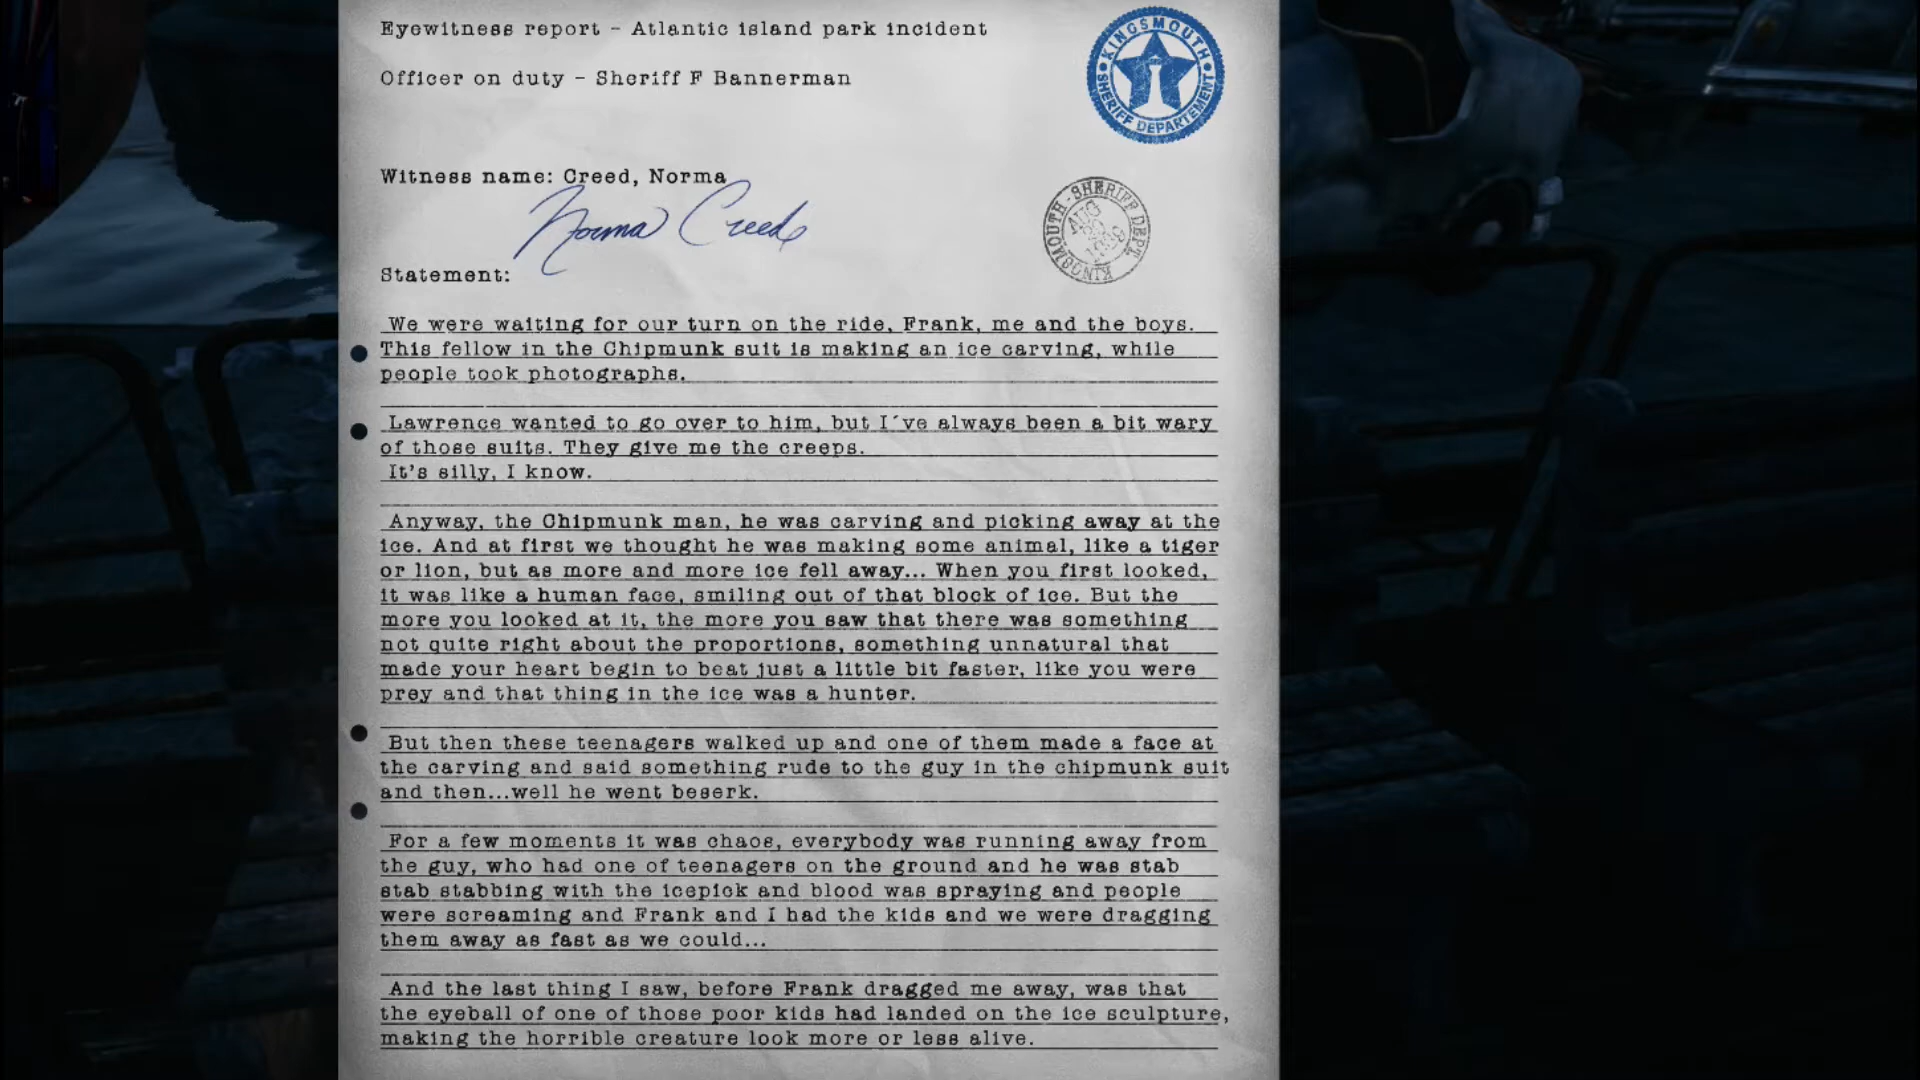 Eyewitness report - Atlantic island park incident
KINGSMOUTH
SHERIFF DEPARTEMENT
Officer on duty - Sheriff F Bannerman
Witness name: Creed, Norma
Norma Creed
KINGSMOUTH - SHERIFF DEPT.
AUG
Statement:
We were waiting for our turn on the ride, Frank, me and the boys.
This fellow in the Chipmunk suit is making an ice carving, while
people took photographs.
Lawrence wanted to go over to him, but I´ve always been a bit wary
of those suits. They give me the creeps.
It's silly, I know.
Anyway, the Chipmunk man, he was carving and picking away at the
ice. And at first we thought he was making some animal, like a tiger
or lion, but as more and more ice fell away... When you first looked,
it was like a human face, smiling out of that block of ice. But the
more you looked at it, the more you saw that there was something
not quite right about the proportions, something unnatural that
made your heart begin to beat just a little bit faster, like you were
prey and that thing in the ice was a hunter.
But then these teenagers walked up and one of them made a face at
the carving and said something rude to the guy in the chipmunk suit
and then...well he went beserk.
For a few moments it was chaos, everybody was running away from
the guy, who had one of teenagers on the ground and he was stab
stab stabbing with the icepick and blood was spraying and people
were screaming and Frank and I had the kids and we were dragging
them away as fast as we could...
And the last thing I saw, before Frank dragged me away, was that
the eyeball of one of those poor kids had landed on the ice sculpture,
making the horrible creature look more or less alive.